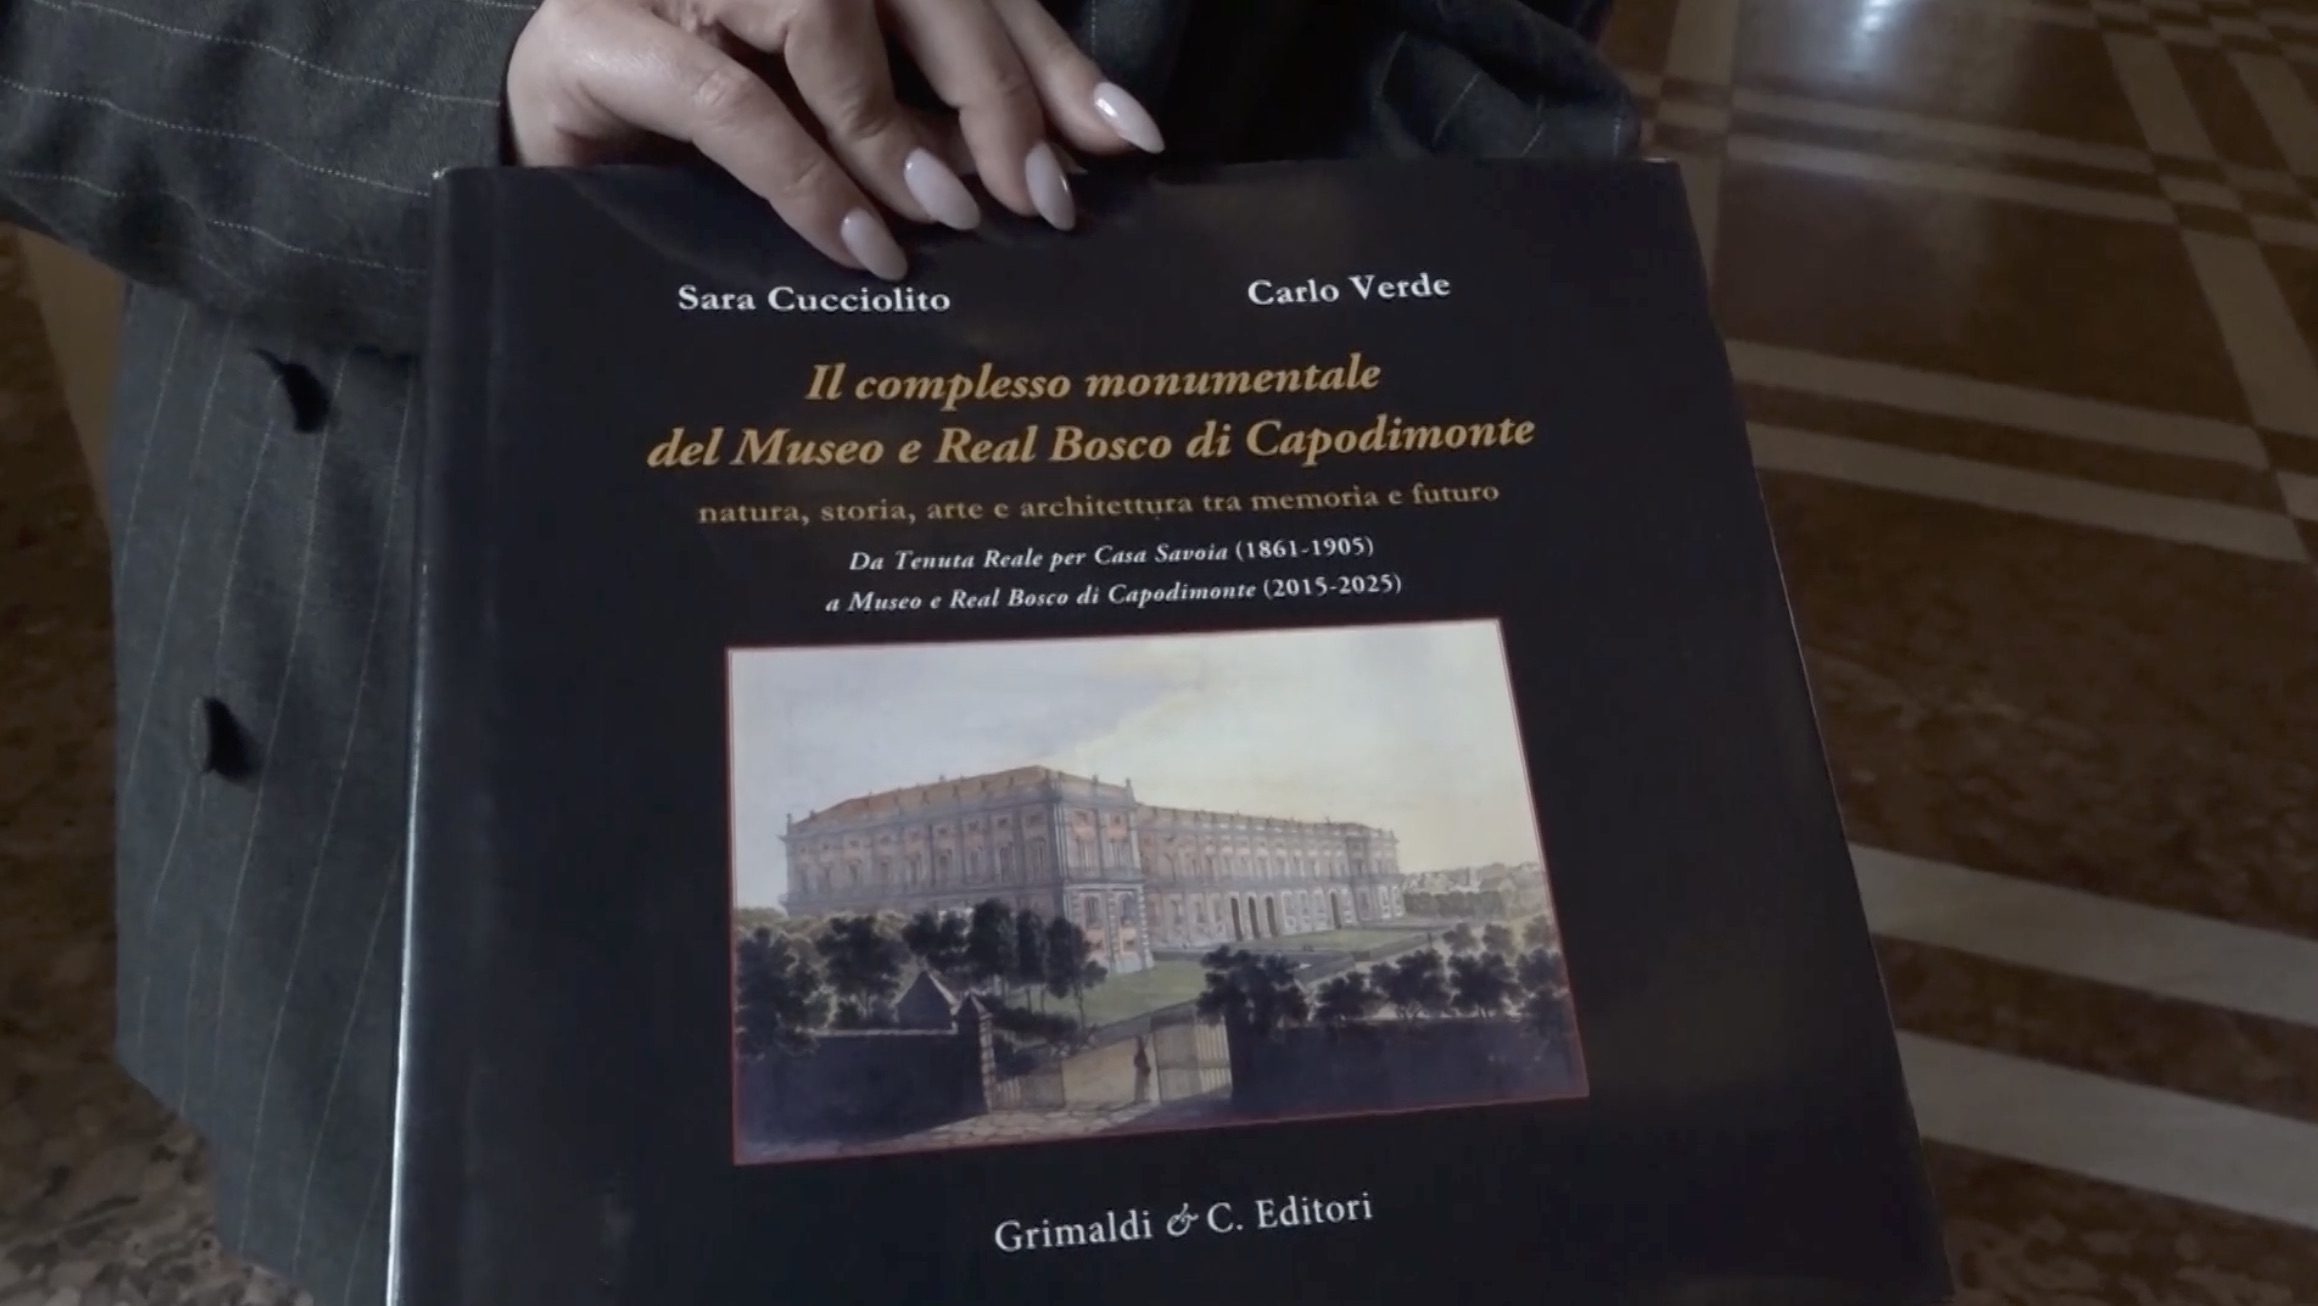 Sara Cucciolito
Carlo Verde
Il complesso monumentale
del Museo e Real Bosco di Capodimonte
natura, storia, arte e architettura tra memoria e futuro
Da Tenuta Reale per Casa Savoia (1861-1905)
a Museo e Real Bosco di Capodimonte (2015-2025)
Grimaldi & C. Editori